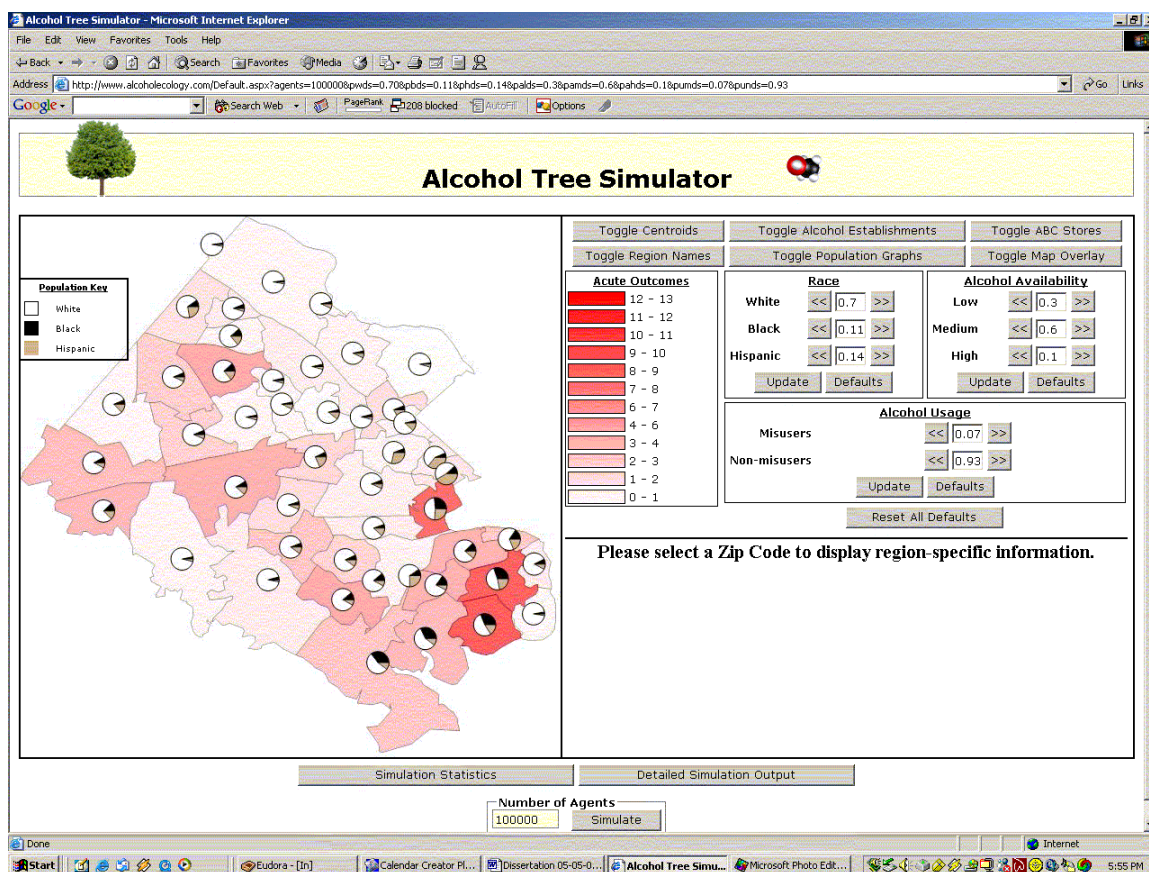 Alcohol Tree Simulator - Microsoft Internet Explorer
File Edit View Favorites Tools Help
Back Search Favorites Media
Address http://www.alcoholecology.com/Default.aspx?agents=100000&pwds=0.70&pbds=0.11&phds=0.14&palds=0.3&pamds=0.6&pahds=0.1&pumds=0.07&punds=0.93 Go Links
Google Search Web PageRank 208 blocked AutoFill Options
Alcohol Tree Simulator
Population Key
White
Black
Hispanic
Toggle Centroids Toggle Alcohol Establishments Toggle ABC Stores
Toggle Region Names Toggle Population Graphs Toggle Map Overlay
Acute Outcomes
12 - 13
11 - 12
10 - 11
9 - 10
8 - 9
7 - 8
6 - 7
4 - 6
3 - 4
2 - 3
1 - 2
0 - 1
Race
White << 0.7 >>
Black << 0.11 >>
Hispanic << 0.14 >>
Update Defaults
Alcohol Availability
Low << 0.3 >>
Medium << 0.6 >>
High << 0.1 >>
Update Defaults
Alcohol Usage
Misusers << 0.07 >>
Non-misusers << 0.93 >>
Update Defaults
Reset All Defaults
Please select a Zip Code to display region-specific information.
Simulation Statistics Detailed Simulation Output
Number of Agents
100000 Simulate
Done Internet
Start Eudora - [In] Calendar Creator Pl... Dissertation 05-05-0... Alcohol Tree Simu... Microsoft Photo Edit... 5:55 PM